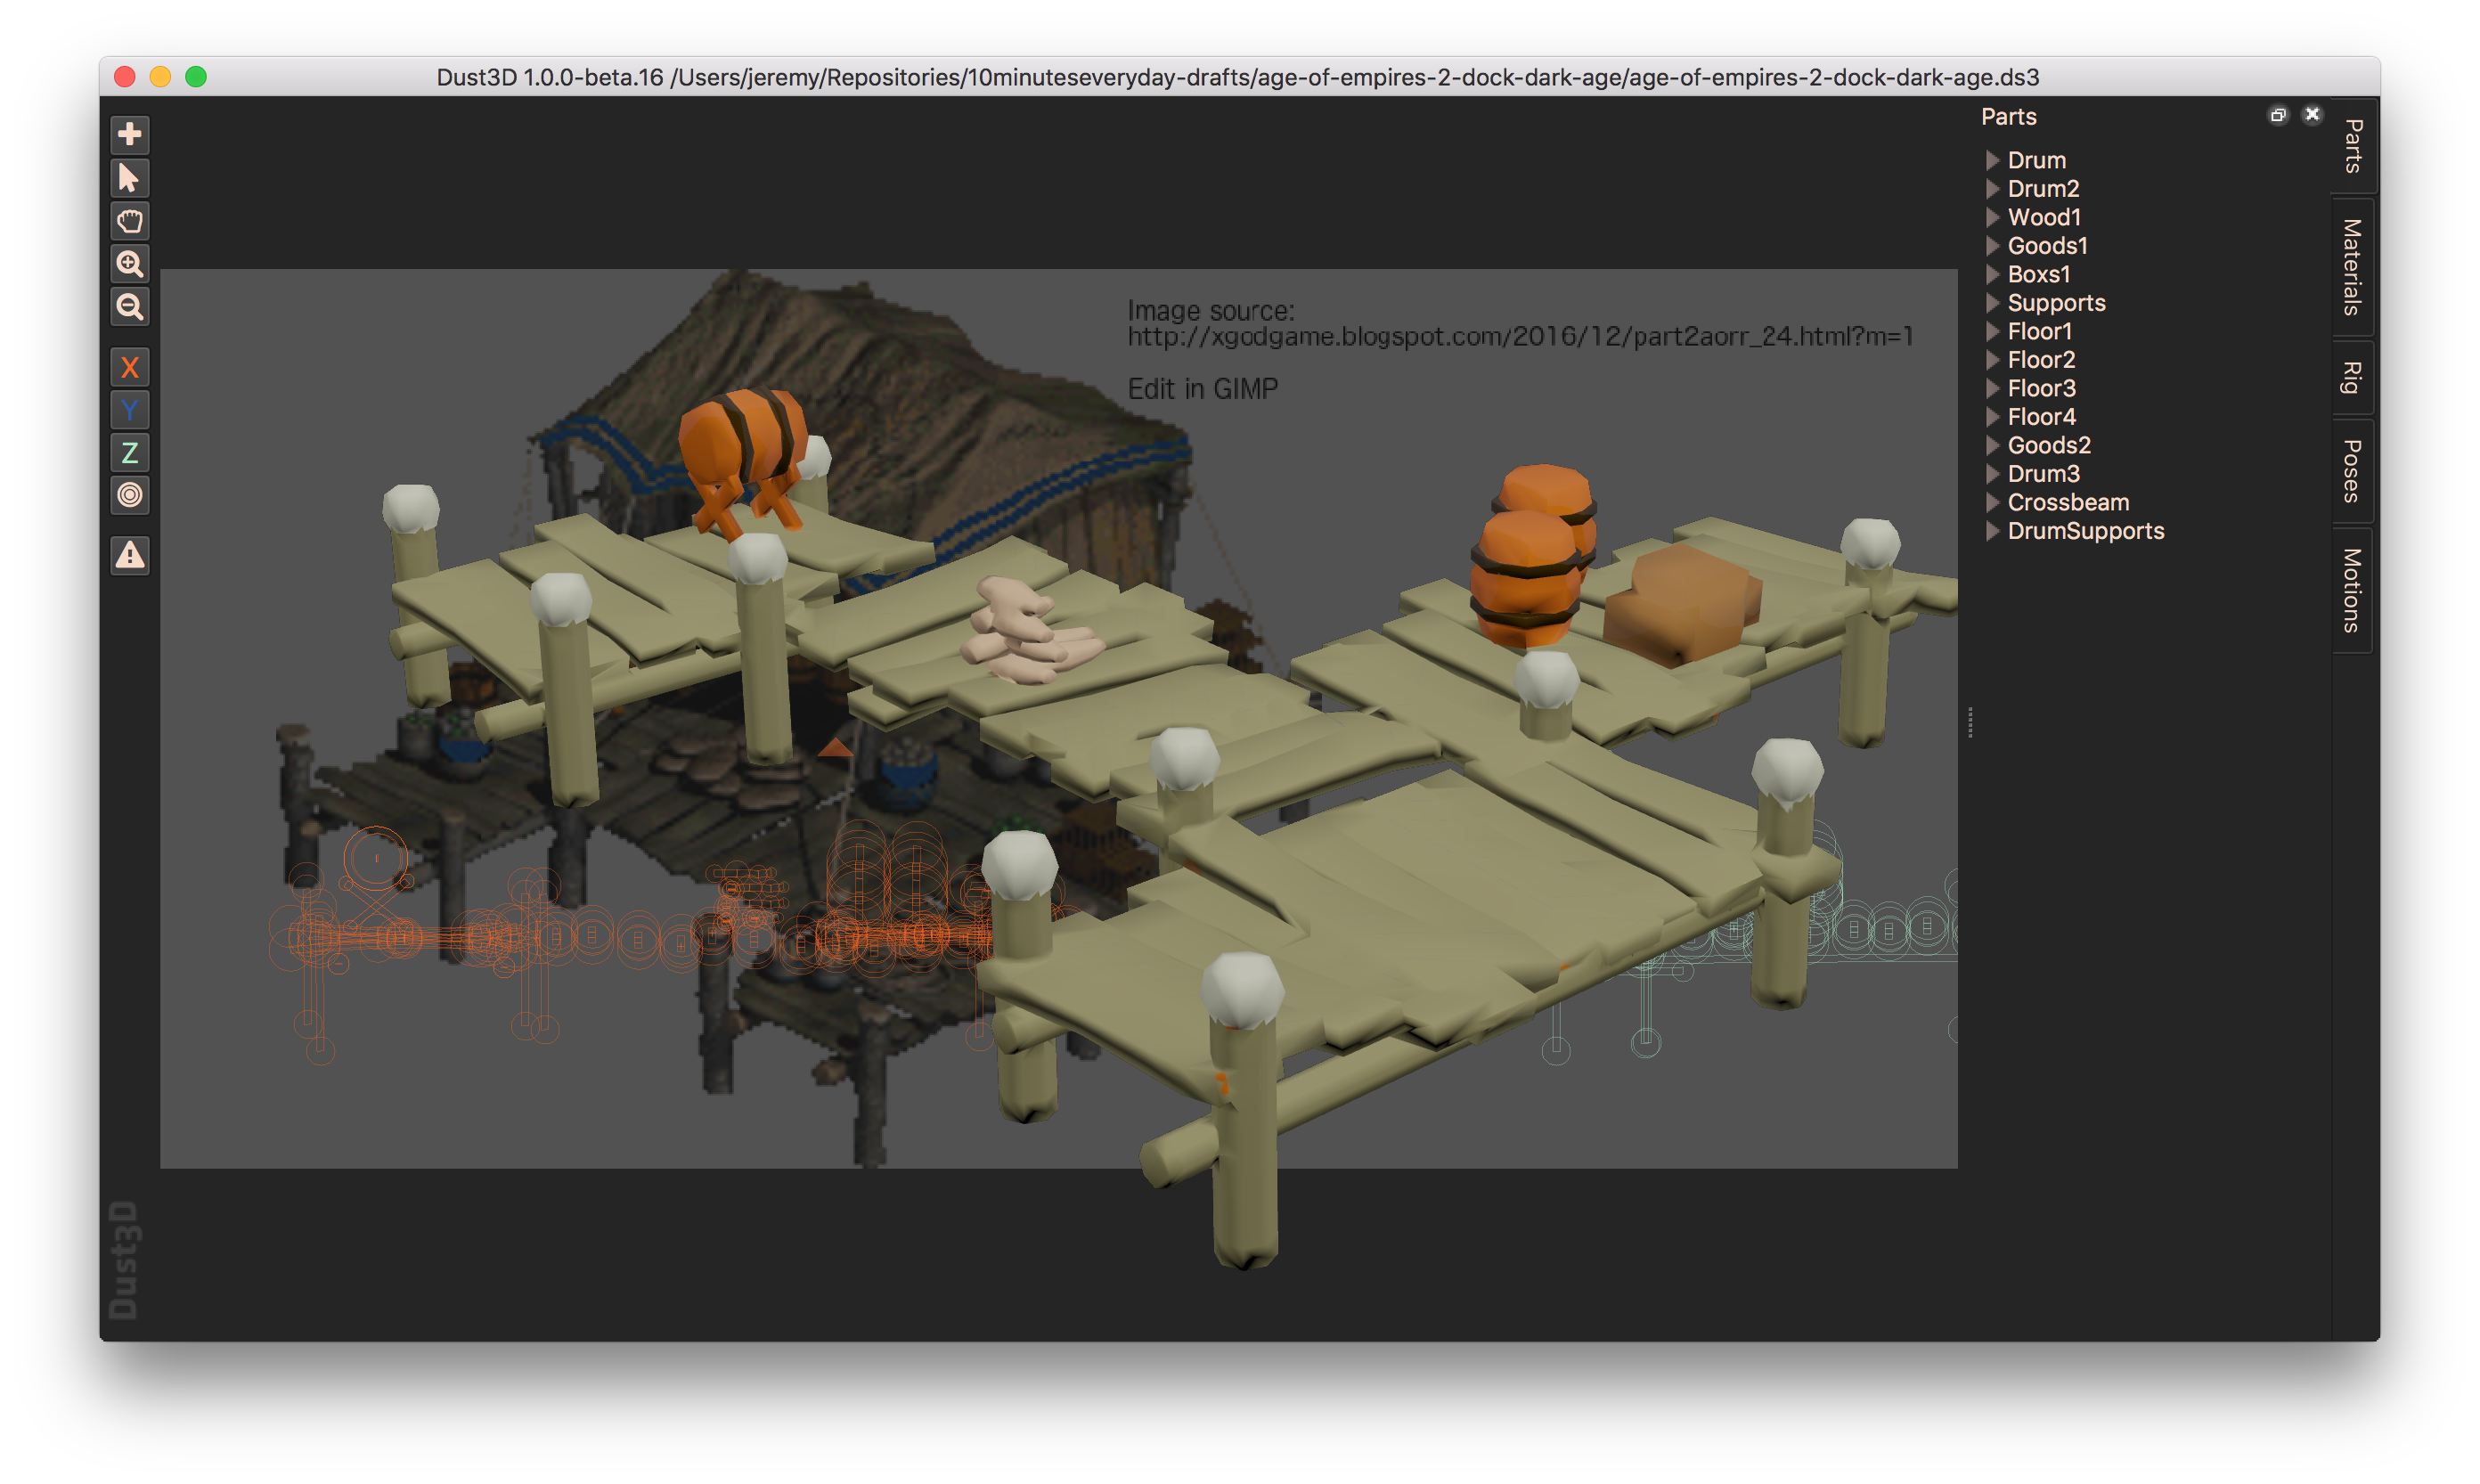 Dust3D 1.0.0-beta.16 /Users/jeremy/Repositories/10minuteseveryday-drafts/age-of-empires-2-dock-dark-age/age-of-empires-2-dock-dark-age.ds3
Parts
Drum
Drum2
Wood1
Goods1
Boxs1
Supports
Floor1
Floor2
Floor3
Floor4
Goods2
Drum3
Crossbeam
DrumSupports
Parts
Materials
Rig
Poses
Motions
X
Y
Z
Image source:
http://xgodgame.blogspot.com/2016/12/part2aorr_24.html?m=1
Edit in GIMP
Dust3D